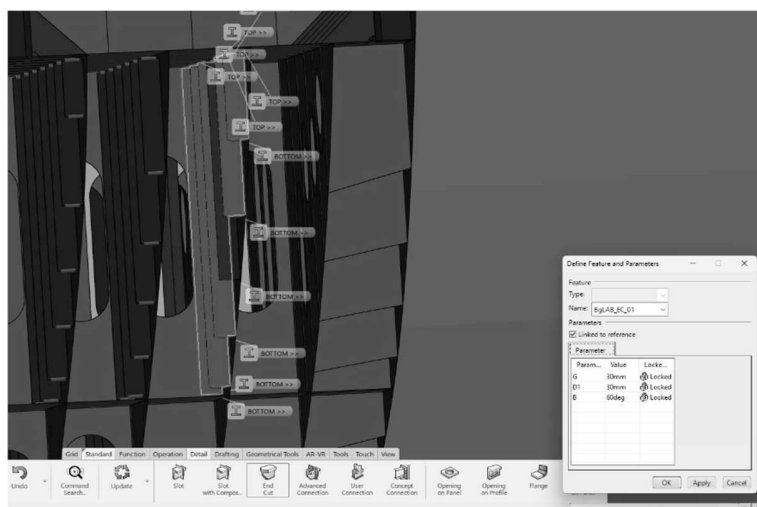 TOP >>
TOP >>
TOP >>
TOP >>
TOP >>
BOTTOM >>
BOTTOM >>
BOTTOM >>
BOTTOM >>
BOTTOM >>
BOTTOM >>
Define Feature and Parameters
Feature
Type:
Name: BgLAB_EC_01
Parameters
Linked to reference
Parameter
Param... Value Locke...
G 30mm Locked
D1 30mm Locked
B 60deg Locked
OK Apply Cancel
Grid Standard Function Operation Detail Drafting Geometrical Tools AR-VR Tools Touch View
Undo
Command Search..
Update
Slot
Slot with Compos..
End Cut
Advanced Connection
User Connection
Concept Connection
Opening on Panel
Opening on Profile
Flange